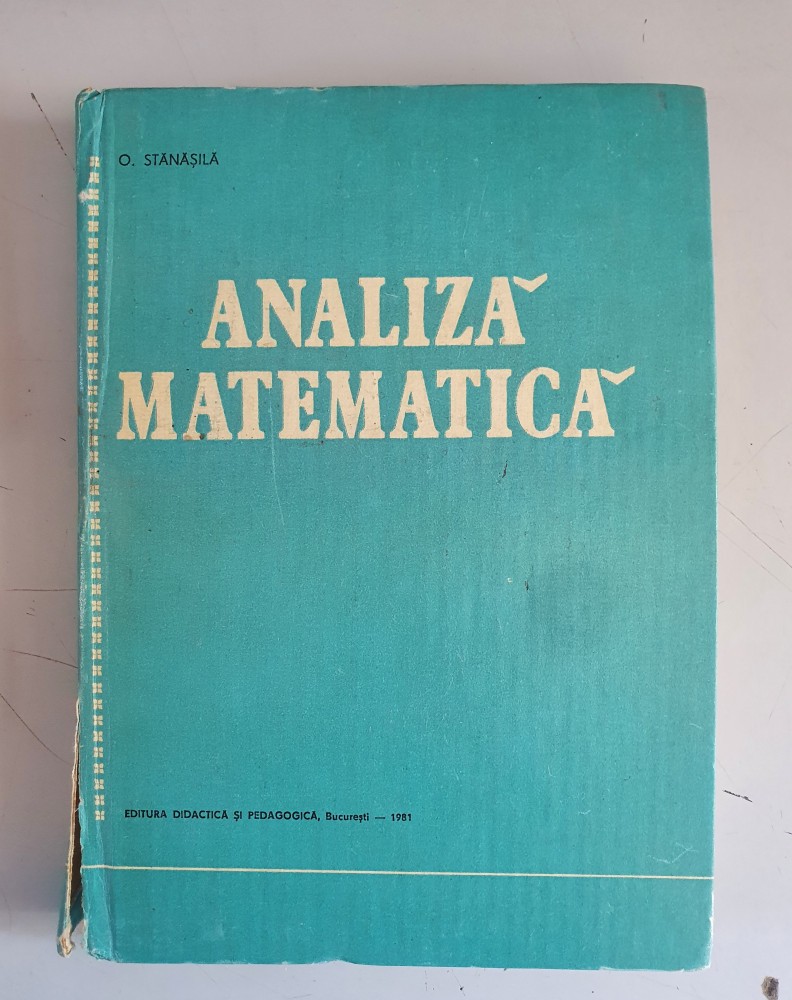 O. STĂNĂȘILĂ
ANALIZĂ
MATEMATICĂ
EDITURA DIDACTICĂ ȘI PEDAGOGICĂ, București — 1981